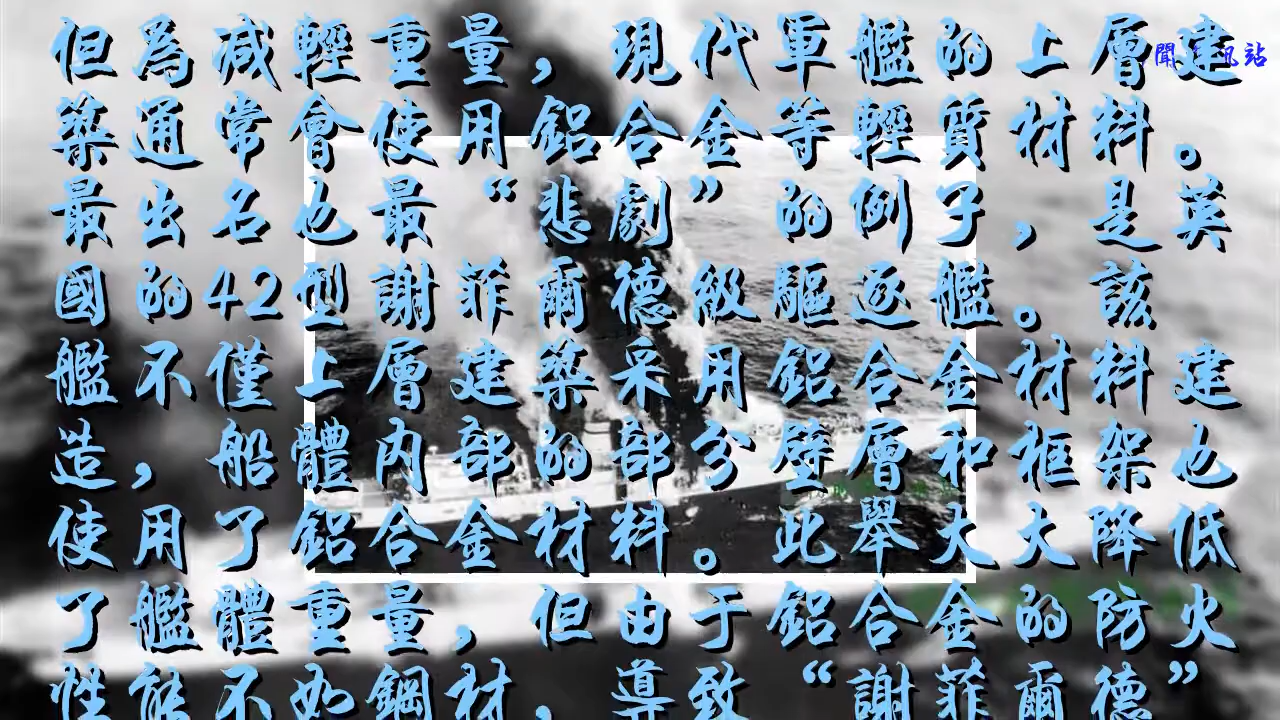 但為减輕重量，現代軍艦的上層建
築通常會使用鋁合金等輕質材料。
最出名也最“悲劇”的例子，是英
國的42型謝菲爾德級驅逐艦。該
艦不僅上層建築采用鋁合金材料建
造，船體内部的部分壁層和框架也
使用了鋁合金材料。此舉大大降低
了艦體重量，但由于鋁合金的防火
性能不如鋼材，導致“謝菲爾德”